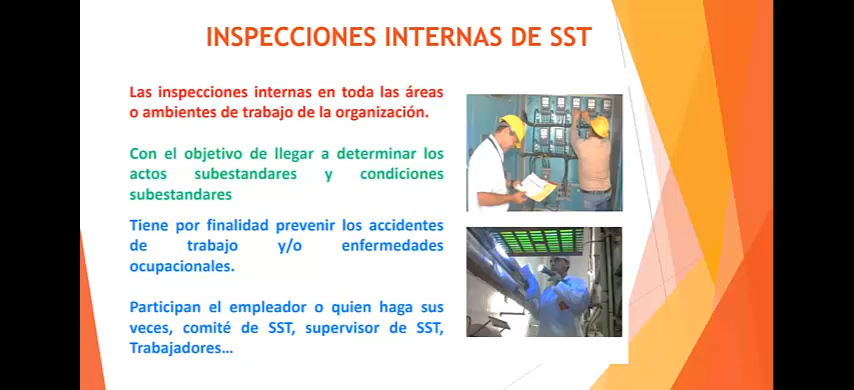 INSPECCIONES INTERNAS DE SST
Las inspecciones internas en toda las áreas
o ambientes de trabajo de la organización.
Con el objetivo de llegar a determinar los
actos subestandares y condiciones
subestandares
Tiene por finalidad prevenir los accidentes
de trabajo y/o enfermedades
ocupacionales.
Participan el empleador o quien haga sus
veces, comité de SST, supervisor de SST,
Trabajadores...